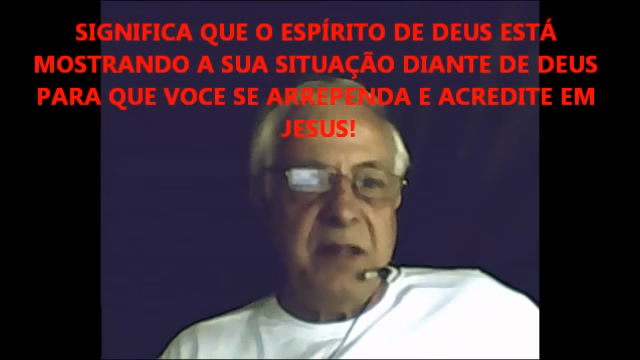 SIGNIFICA QUE O ESPÍRITO DE DEUS ESTÁ
MOSTRANDO A SUA SITUAÇÃO DIANTE DE DEUS
PARA QUE VOCE SE ARREPENDA E ACREDITE EM
JESUS!